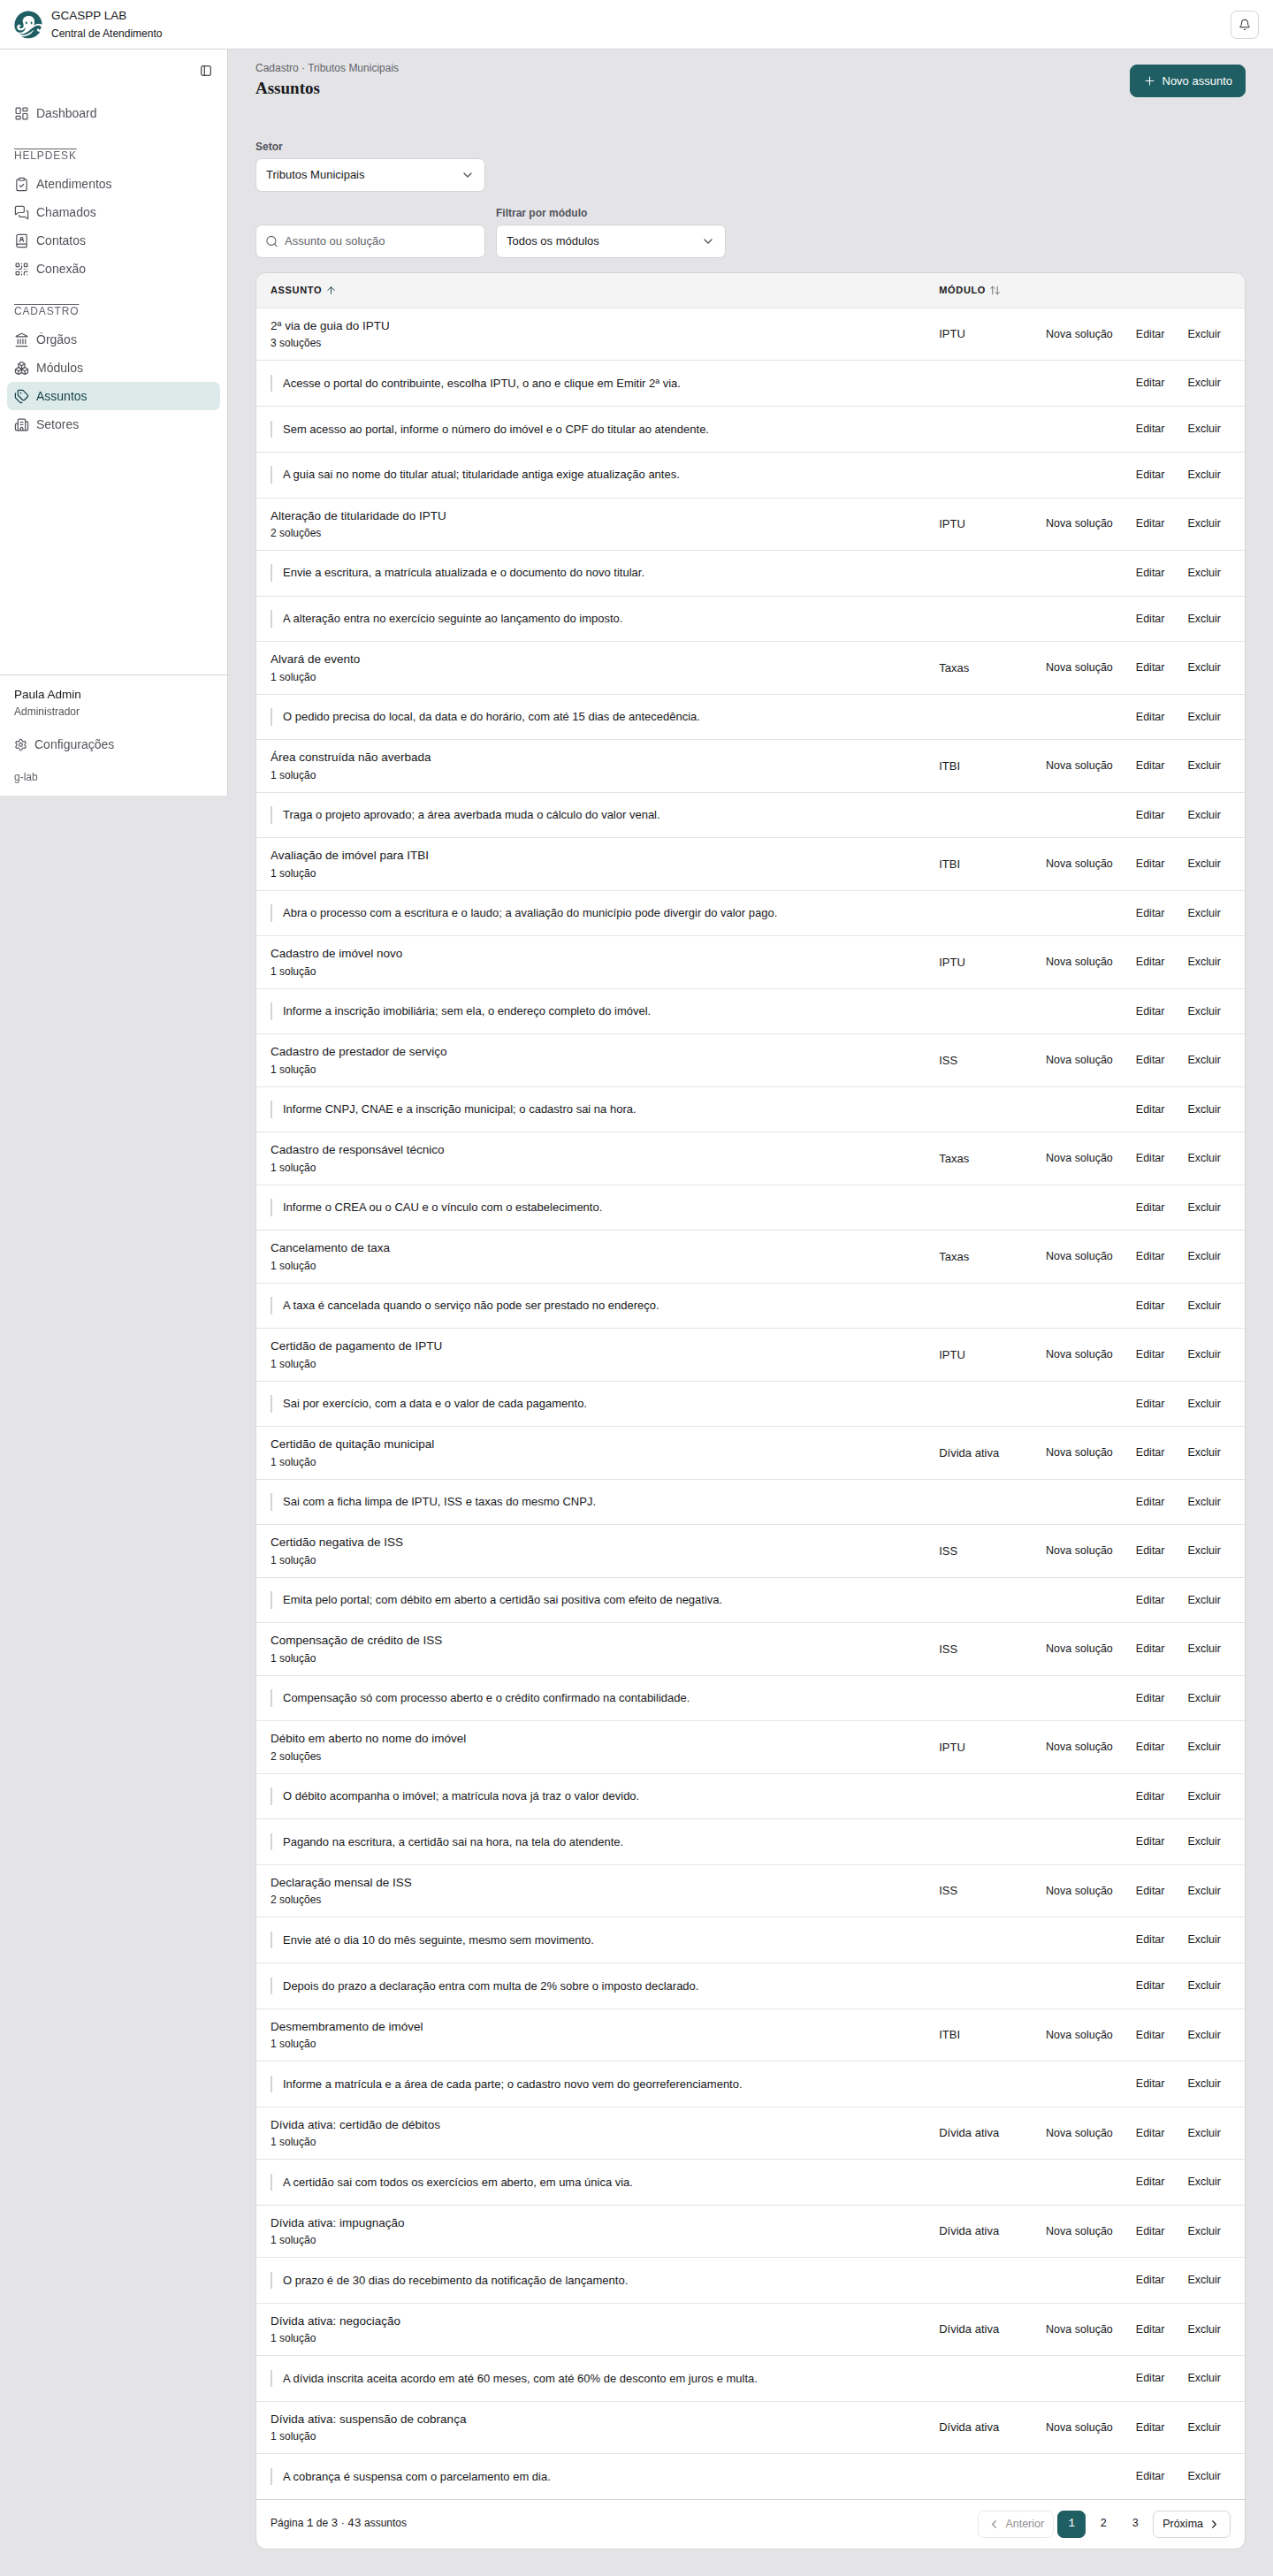 GCASPP LAB
Central de Atendimento
Dashboard
HELPDESK
Atendimentos
Chamados
Contatos
Conexão
CADASTRO
Órgãos
Módulos
Assuntos
Setores
Paula Admin
Administrador
Configurações
g-lab
Cadastro · Tributos Municipais
Assuntos
Novo assunto
Setor
Tributos Municipais
Filtrar por módulo
Assunto ou solução
Todos os módulos
ASSUNTO MÓDULO
2ª via de guia do IPTU
3 soluções
IPTU Nova solução Editar Excluir
Acesse o portal do contribuinte, escolha IPTU, o ano e clique em Emitir 2ª via. Editar Excluir
Sem acesso ao portal, informe o número do imóvel e o CPF do titular ao atendente. Editar Excluir
A guia sai no nome do titular atual; titularidade antiga exige atualização antes. Editar Excluir
Alteração de titularidade do IPTU
2 soluções
IPTU Nova solução Editar Excluir
Envie a escritura, a matrícula atualizada e o documento do novo titular. Editar Excluir
A alteração entra no exercício seguinte ao lançamento do imposto. Editar Excluir
Alvará de evento
1 solução
Taxas Nova solução Editar Excluir
O pedido precisa do local, da data e do horário, com até 15 dias de antecedência. Editar Excluir
Área construída não averbada
1 solução
ITBI Nova solução Editar Excluir
Traga o projeto aprovado; a área averbada muda o cálculo do valor venal. Editar Excluir
Avaliação de imóvel para ITBI
1 solução
ITBI Nova solução Editar Excluir
Abra o processo com a escritura e o laudo; a avaliação do município pode divergir do valor pago. Editar Excluir
Cadastro de imóvel novo
1 solução
IPTU Nova solução Editar Excluir
Informe a inscrição imobiliária; sem ela, o endereço completo do imóvel. Editar Excluir
Cadastro de prestador de serviço
1 solução
ISS Nova solução Editar Excluir
Informe CNPJ, CNAE e a inscrição municipal; o cadastro sai na hora. Editar Excluir
Cadastro de responsável técnico
1 solução
Taxas Nova solução Editar Excluir
Informe o CREA ou o CAU e o vínculo com o estabelecimento. Editar Excluir
Cancelamento de taxa
1 solução
Taxas Nova solução Editar Excluir
A taxa é cancelada quando o serviço não pode ser prestado no endereço. Editar Excluir
Certidão de pagamento de IPTU
1 solução
IPTU Nova solução Editar Excluir
Sai por exercício, com a data e o valor de cada pagamento. Editar Excluir
Certidão de quitação municipal
1 solução
Dívida ativa Nova solução Editar Excluir
Sai com a ficha limpa de IPTU, ISS e taxas do mesmo CNPJ. Editar Excluir
Certidão negativa de ISS
1 solução
ISS Nova solução Editar Excluir
Emita pelo portal; com débito em aberto a certidão sai positiva com efeito de negativa. Editar Excluir
Compensação de crédito de ISS
1 solução
ISS Nova solução Editar Excluir
Compensação só com processo aberto e o crédito confirmado na contabilidade. Editar Excluir
Débito em aberto no nome do imóvel
2 soluções
IPTU Nova solução Editar Excluir
O débito acompanha o imóvel; a matrícula nova já traz o valor devido. Editar Excluir
Pagando na escritura, a certidão sai na hora, na tela do atendente. Editar Excluir
Declaração mensal de ISS
2 soluções
ISS Nova solução Editar Excluir
Envie até o dia 10 do mês seguinte, mesmo sem movimento. Editar Excluir
Depois do prazo a declaração entra com multa de 2% sobre o imposto declarado. Editar Excluir
Desmembramento de imóvel
1 solução
ITBI Nova solução Editar Excluir
Informe a matrícula e a área de cada parte; o cadastro novo vem do georreferenciamento. Editar Excluir
Dívida ativa: certidão de débitos
1 solução
Dívida ativa Nova solução Editar Excluir
A certidão sai com todos os exercícios em aberto, em uma única via. Editar Excluir
Dívida ativa: impugnação
1 solução
Dívida ativa Nova solução Editar Excluir
O prazo é de 30 dias do recebimento da notificação de lançamento. Editar Excluir
Dívida ativa: negociação
1 solução
Dívida ativa Nova solução Editar Excluir
A dívida inscrita aceita acordo em até 60 meses, com até 60% de desconto em juros e multa. Editar Excluir
Dívida ativa: suspensão de cobrança
1 solução
Dívida ativa Nova solução Editar Excluir
A cobrança é suspensa com o parcelamento em dia. Editar Excluir
Página 1 de 3 · 43 assuntos Anterior 1 2 3 Próxima